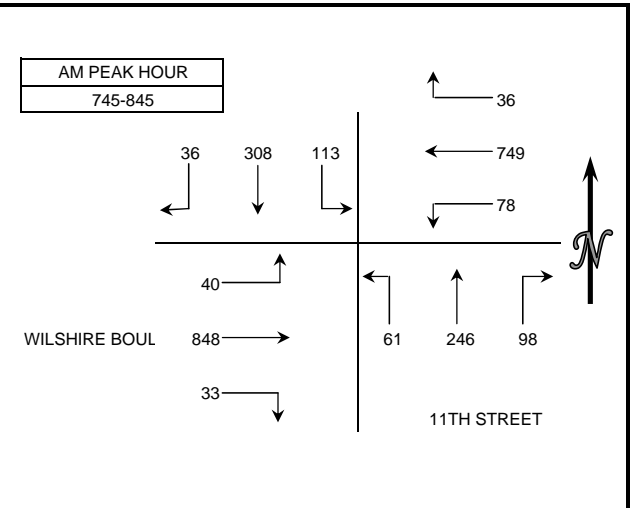 AM PEAK HOUR
745-845
36
749
78
36 308 113
40
WILSHIRE BOUL 848
33
61 246 98
11TH STREET
N